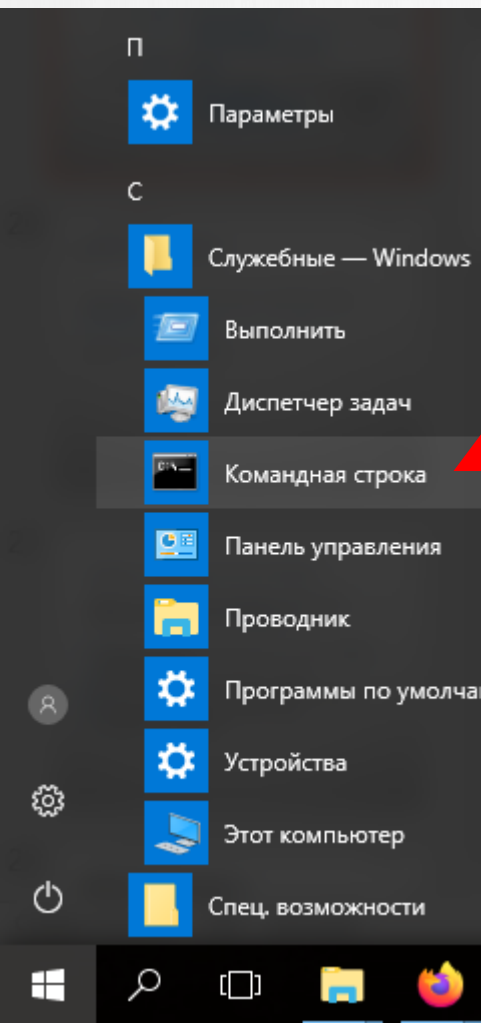 П
Параметры
С
Служебные — Windows
Выполнить
Диспетчер задач
Командная строка
Панель управления
Проводник
Программы по умолча
Устройства
Этот компьютер
Спец. возможности